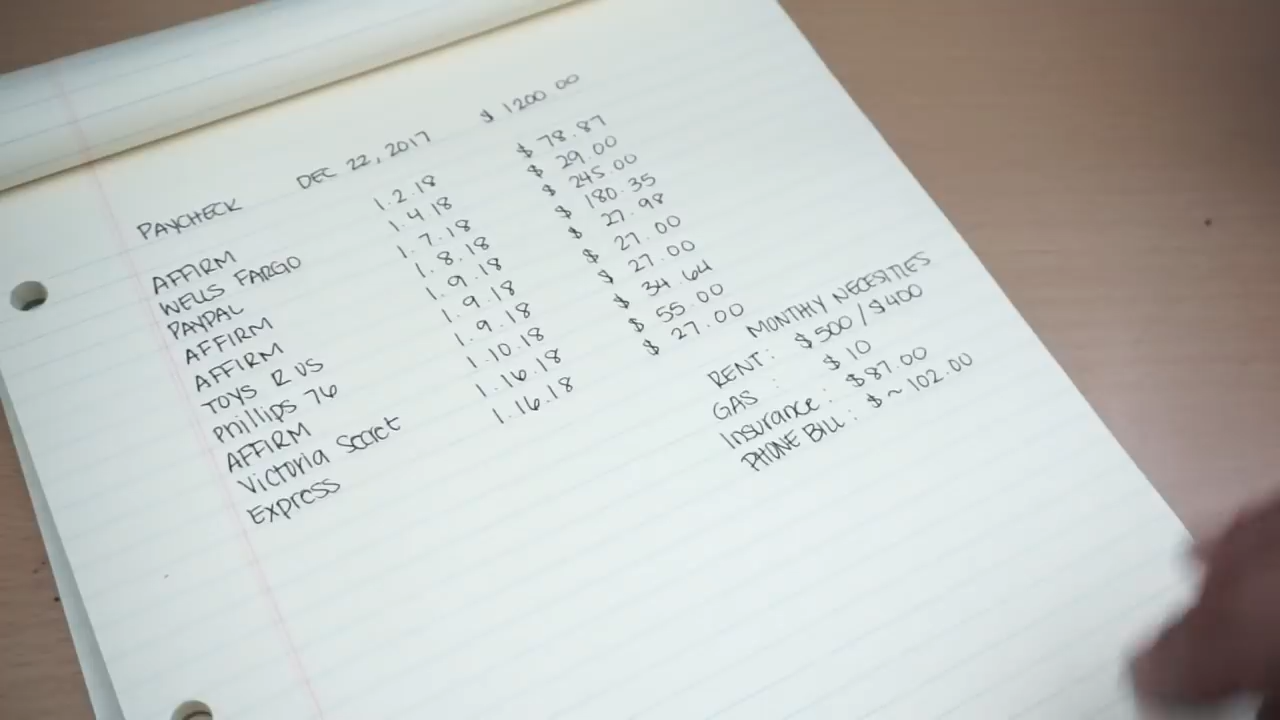 PAYCHECK DEC 22, 2017 $ 1200 00
AFFIRM 1.2.18 $ 78.87
WELLS FARGO 1.4.18 $ 29.00
PAYPAL 1.7.18 $ 245.00
AFFIRM 1.8.18 $ 180.35
AFFIRM 1.9.18 $ 27.98
TOYS R US 1.9.18 $ 27.00
Phillips 76 1.9.18 $ 27.00
AFFIRM 1.10.18 $ 34.64
Victoria Scarct 1.16.18 $ 55.00
Express 1.16.18 $ 27.00
MONTHLY NECESITIES
RENT: $500 / $400
GAS : $10
Insurance: $87.00
PHONE BILL: $~102.00